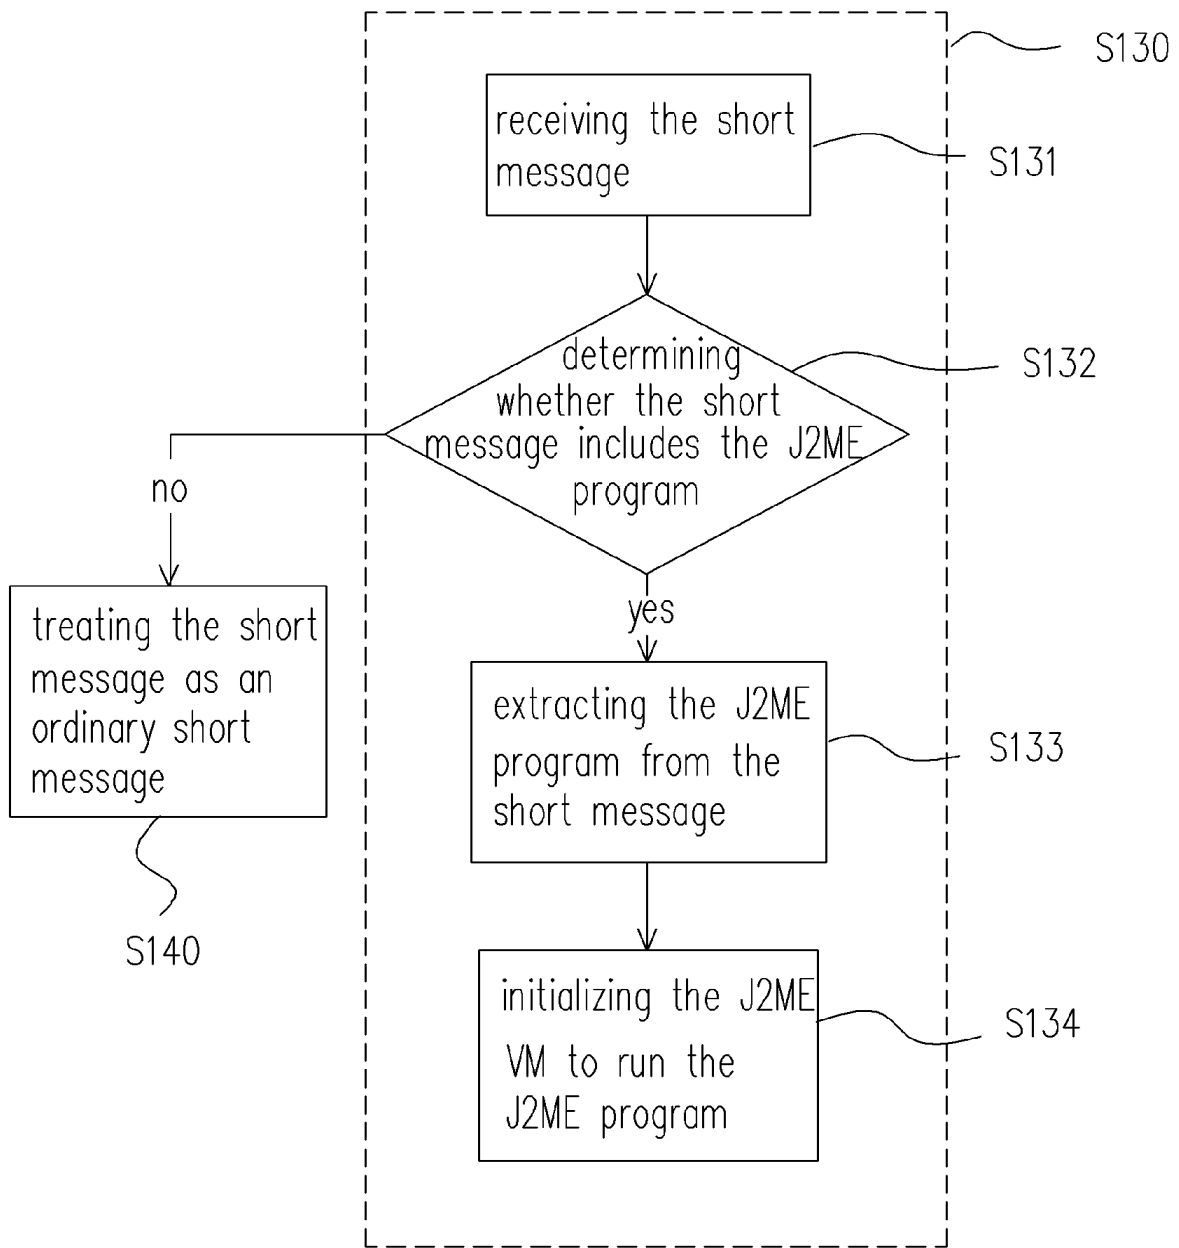 S130
receiving the short
message
S131
determining
whether the short
message includes the J2ME
program
S132
no
yes
treating the short
message as an
ordinary short
message
S140
extracting the J2ME
program from the
short message
S133
initializing the J2ME
VM to run the
J2ME program
S134